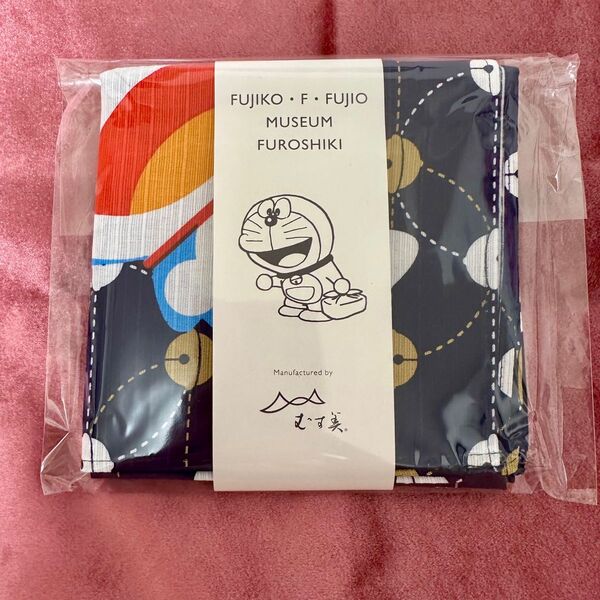 FUJIKO・F・FUJIO
MUSEUM
FUROSHIKI
Manufactured by
むす美®